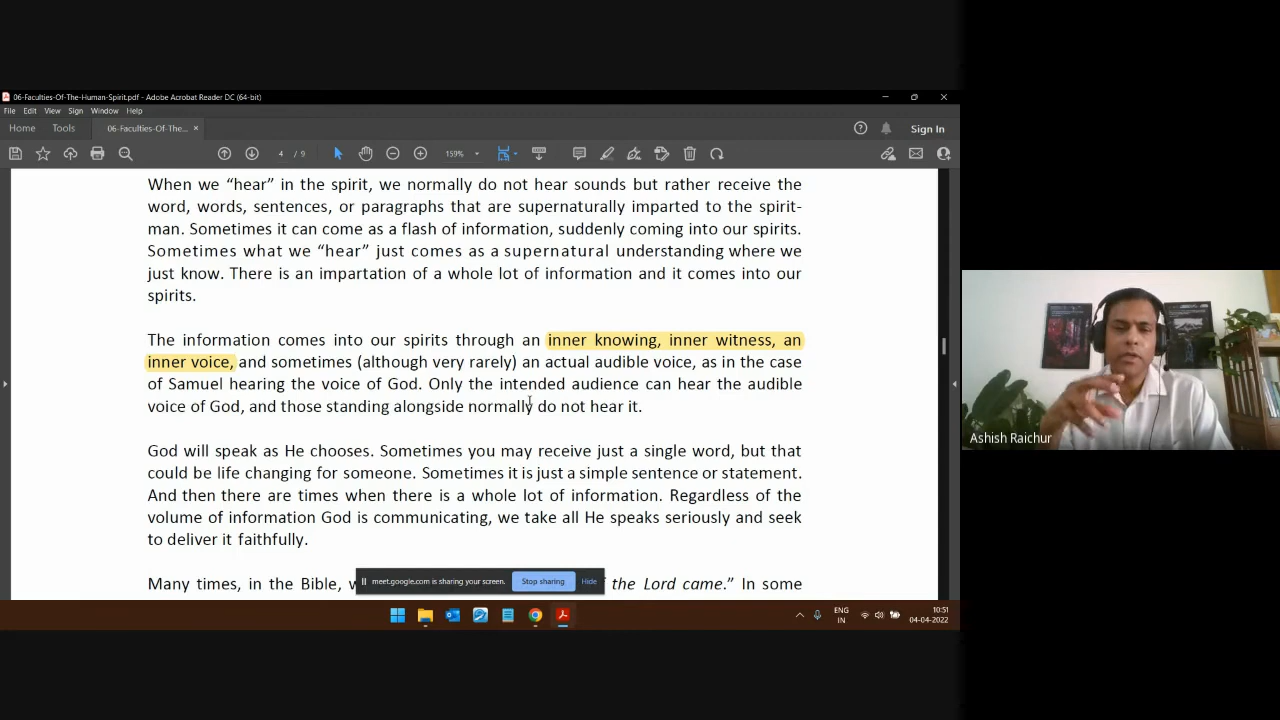 06-Faculties-Of-The-Human-Spirit.pdf - Adobe Acrobat Reader DC (64-bit)
File Edit View Sign Window Help
Home Tools 06-Faculties-Of-The... × Sign In
4 / 9 159%
When we “hear” in the spirit, we normally do not hear sounds but rather receive the
word, words, sentences, or paragraphs that are supernaturally imparted to the spirit-
man. Sometimes it can come as a flash of information, suddenly coming into our spirits.
Sometimes what we “hear” just comes as a supernatural understanding where we
just know. There is an impartation of a whole lot of information and it comes into our
spirits.
The information comes into our spirits through an inner knowing, inner witness, an
inner voice, and sometimes (although very rarely) an actual audible voice, as in the case
of Samuel hearing the voice of God. Only the intended audience can hear the audible
voice of God, and those standing alongside normally do not hear it.
Ashish Raichur
God will speak as He chooses. Sometimes you may receive just a single word, but that
could be life changing for someone. Sometimes it is just a simple sentence or statement.
And then there are times when there is a whole lot of information. Regardless of the
volume of information God is communicating, we take all He speaks seriously and seek
to deliver it faithfully.
Many times, in the Bible, w the Lord came.” In some
meet.google.com is sharing your screen. Stop sharing Hide
ENG
IN
10:51
04-04-2022